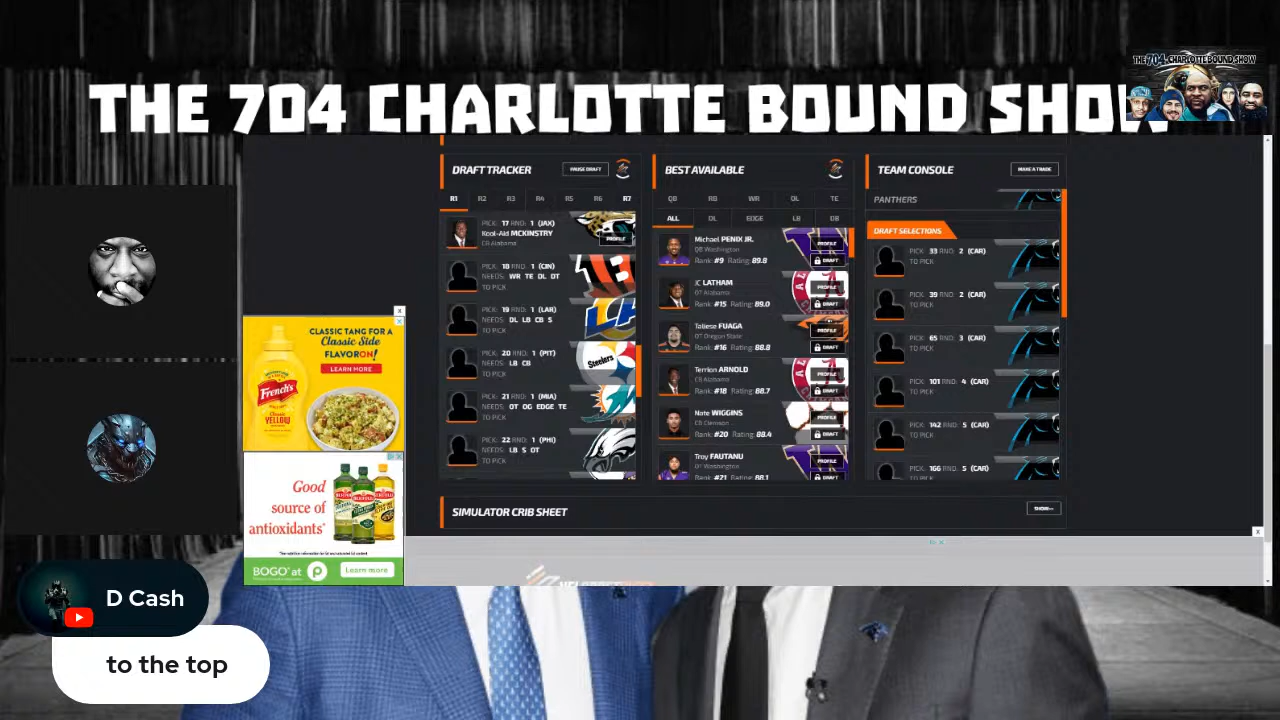 THE 704 CHARLOTTE BOUND SHOW
THE 704 CHARLOTTE BOUND SHOW
DRAFT TRACKER
PAUSE DRAFT
R1 R2 R3 R4 R5 R6 R7
PICK: 17 RND: 1 (JAX)
Kool-Aid MCKINSTRY
CB Alabama
PROFILE
PICK: 18 RND: 1 (CIN)
NEEDS: WR TE DL OT
TO PICK
PICK: 19 RND: 1 (LAR)
NEEDS: DL LB CB S
TO PICK
PICK: 20 RND: 1 (PIT)
NEEDS: LB CB
TO PICK
Steelers
PICK: 21 RND: 1 (MIA)
NEEDS: OT OG EDGE TE
TO PICK
PICK: 22 RND: 1 (PHI)
NEEDS: LB S OT
TO PICK
BEST AVAILABLE
QB RB WR OL TE
ALL DL EDGE LB DB
Michael PENIX JR.
QB Washington
Rank: #9 Rating: 89.8
PROFILE
DRAFT
JC LATHAM
OT Alabama
Rank: #15 Rating: 89.0
PROFILE
DRAFT
Taliese FUAGA
OT Oregon State
Rank: #16 Rating: 88.8
PROFILE
DRAFT
Terrion ARNOLD
CB Alabama
Rank: #18 Rating: 88.7
PROFILE
DRAFT
Nate WIGGINS
CB Clemson
Rank: #20 Rating: 88.4
PROFILE
DRAFT
Troy FAUTANU
OT Washington
Rank: #21 Rating: 88.1
PROFILE
DRAFT
TEAM CONSOLE
MAKE A TRADE
PANTHERS
DRAFT SELECTIONS
PICK: 33 RND: 2 (CAR)
TO PICK
PICK: 39 RND: 2 (CAR)
TO PICK
PICK: 65 RND: 3 (CAR)
TO PICK
PICK: 101 RND: 4 (CAR)
TO PICK
PICK: 142 RND: 5 (CAR)
TO PICK
PICK: 166 RND: 5 (CAR)
TO PICK
SIMULATOR CRIB SHEET
SHOW
CLASSIC TANG FOR A
Classic Side
FLAVORON!
LEARN MORE
French's
YELLOW
Good
source of
antioxidants*
BOGO* at
Learn more
D Cash
to the top